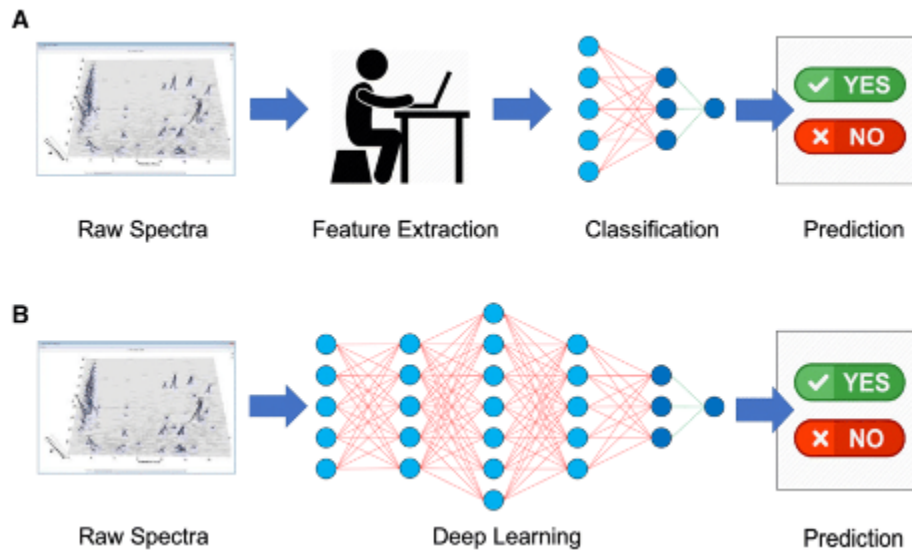 A
YES
NO
Raw Spectra
Feature Extraction
Classification
Prediction
B
YES
NO
Raw Spectra
Deep Learning
Prediction